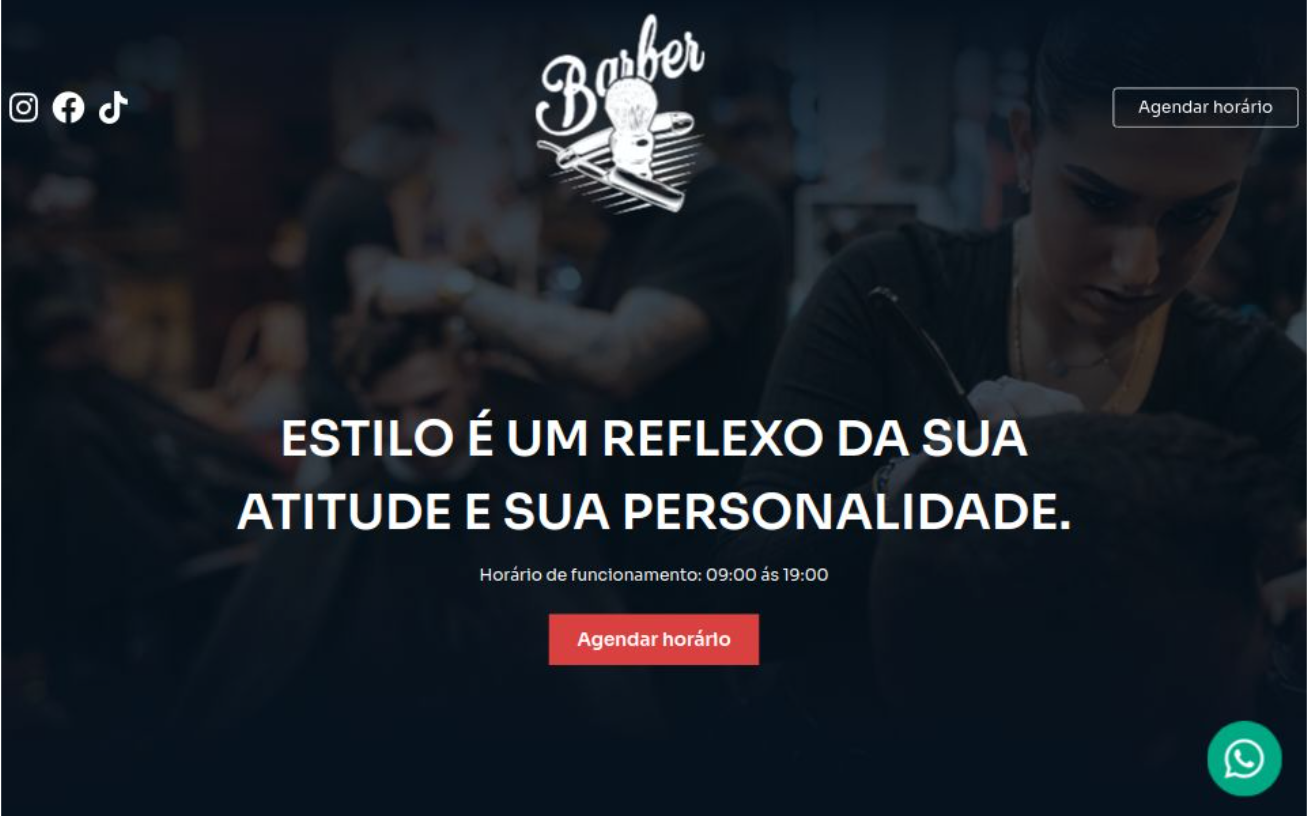 Barber
Agendar horário
ESTILO É UM REFLEXO DA SUA
ATITUDE E SUA PERSONALIDADE.
Horário de funcionamento: 09:00 ás 19:00
Agendar horário